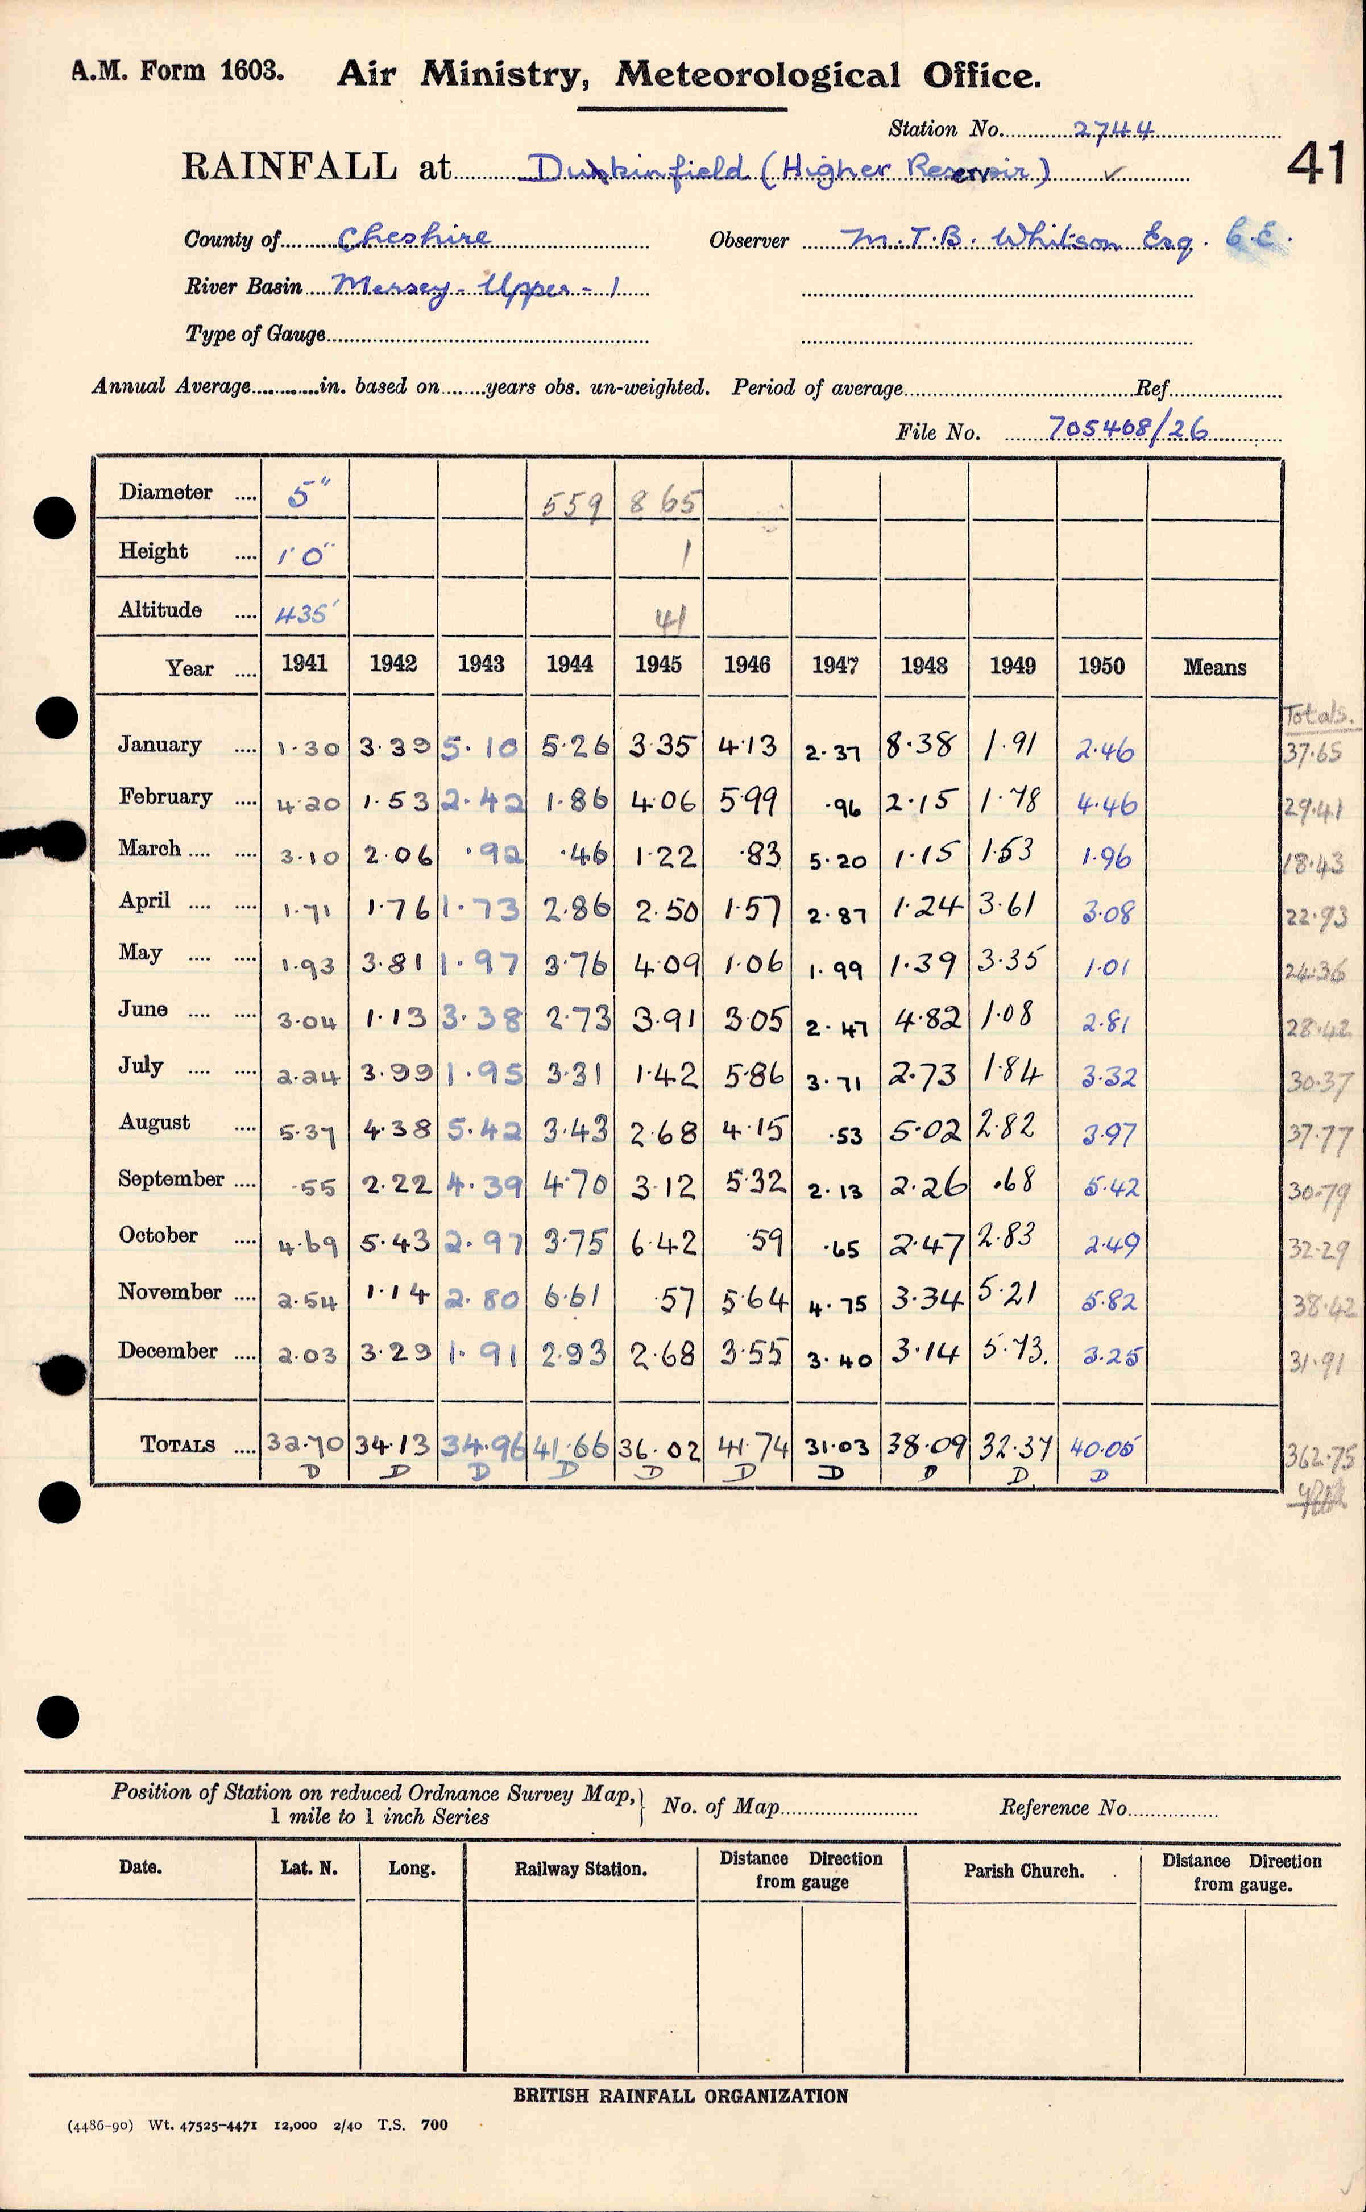 A.M. Form 1603. Air Ministry, Meteorological Office.
Station No. 2744
41
RAINFALL at Dukinfield (Higher Reservoir) ✓
County of Cheshire Observer M.T.B. Whitson Esq. C.E.
River Basin Mersey - Upper - 1
Type of Gauge
Annual Average in. based on years obs. un-weighted. Period of average Ref
File No. 705408/26
Diameter .... 5" 559 865
Height .... 1'0" 1
Altitude .... 435' 41
Year .... 1941 1942 1943 1944 1945 1946 1947 1948 1949 1950 Means
Totals.
January .... 1.30 3.39 5.10 5.26 3.35 4.13 2.37 8.38 1.91 2.46 37.65
February .... 4.20 1.53 2.42 1.86 4.06 5.99 .96 2.15 1.78 4.46 29.41
March .... .... 3.10 2.06 .92 .46 1.22 .83 5.20 1.15 1.53 1.96 18.43
April .... .... 1.71 1.76 1.73 2.86 2.50 1.57 2.87 1.24 3.61 3.08 22.93
May .... .... 1.93 3.81 1.97 3.76 4.09 1.06 1.99 1.39 3.35 1.01 24.36
June .... .... 3.04 1.13 3.38 2.73 3.91 3.05 2.47 4.82 1.08 2.81 28.42
July .... .... 2.24 3.99 1.95 3.31 1.42 5.86 3.71 2.73 1.84 3.32 30.37
August .... 5.37 4.38 5.42 3.43 2.68 4.15 .53 5.02 2.82 3.97 37.77
September .... .55 2.22 4.39 4.70 3.12 5.32 2.13 2.26 .68 5.42 30.79
October .... 4.69 5.43 2.97 3.75 6.42 .59 .65 2.47 2.83 2.49 32.29
November .... 2.54 1.14 2.80 6.61 .57 5.64 4.75 3.34 5.21 5.82 38.42
December .... 2.03 3.29 1.91 2.93 2.68 3.55 3.40 3.14 5.73. 3.25 31.91
TOTALS .... 32.70 34.13 34.96 41.66 36.02 41.74 31.03 38.09 32.37 40.05 362.75
D D D D D D D D D D
Position of Station on reduced Ordnance Survey Map,} No. of Map Reference No.
1 mile to 1 inch Series
Date. Lat. N. Long. Railway Station. Distance Direction from gauge Parish Church. Distance Direction from gauge.
BRITISH RAINFALL ORGANIZATION
(4486-90) Wt. 47525-4471 12,000 2/40 T.S. 700